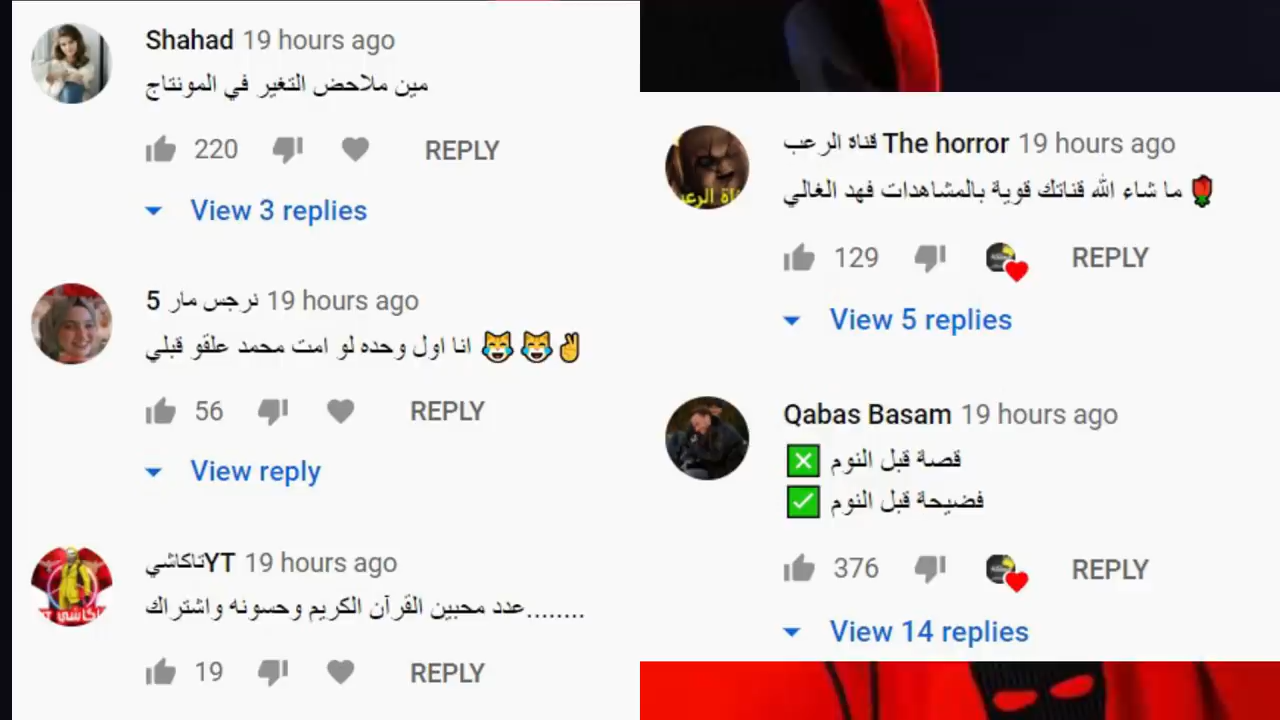 Shahad 19 hours ago
مين ملاحض التغير في المونتاج
220 REPLY
View 3 replies
نرجس مار 5 19 hours ago
انا اول وحده لو امت محمد علقو قبلي 😹😹✌
56 REPLY
View reply
تاكاشيYT 19 hours ago
عدد محبين القرآن الكريم وحسونه واشتراك........
19 REPLY
قناة الرعب The horror 19 hours ago
ما شاء الله قناتك قوية بالمشاهدات فهد الغالي 🌹
129 REPLY
View 5 replies
Qabas Basam 19 hours ago
❎ قصة قبل النوم
✅ فضيحة قبل النوم
376 REPLY
View 14 replies